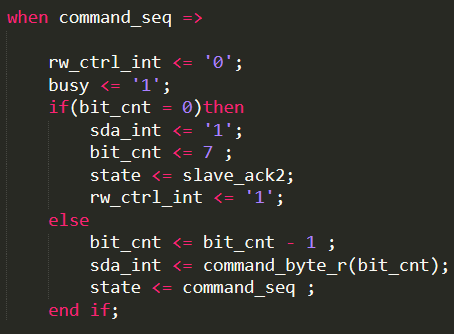 when command_seq =>
rw_ctrl_int <= '0';
busy <= '1';
if(bit_cnt = 0)then
sda_int <= '1';
bit_cnt <= 7 ;
state <= slave_ack2;
rw_ctrl_int <= '1';
else
bit_cnt <= bit_cnt - 1 ;
sda_int <= command_byte_r(bit_cnt);
state <= command_seq ;
end if;